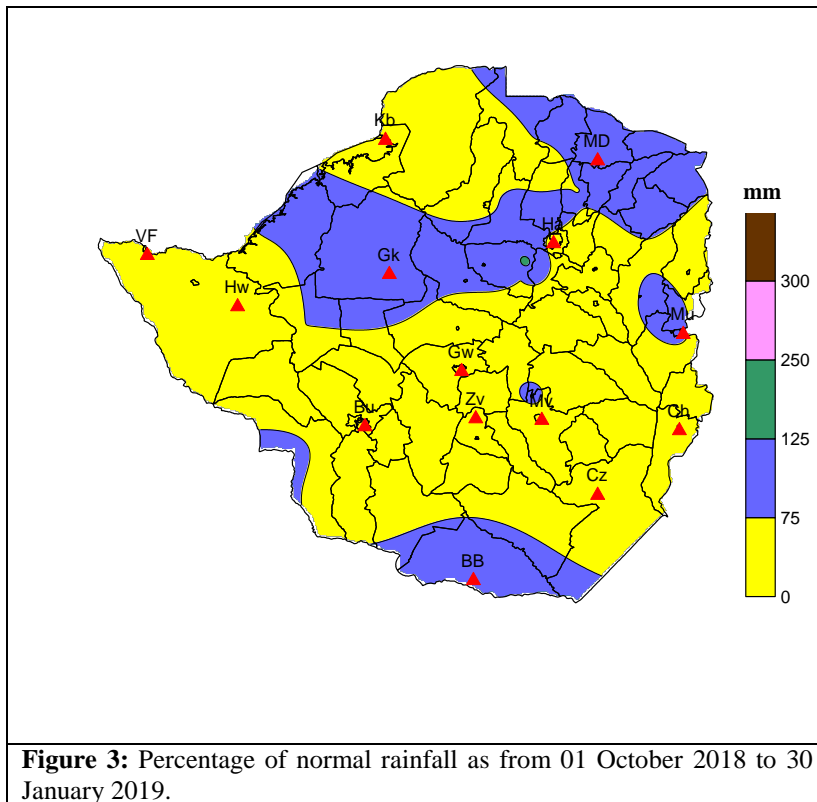 Kb
MD
mm
VF
Ha
Gk
Hw
300
Mu
250
Gw
Bu
Zv
Mv
Ch
125
Cz
75
BB
0
Figure 3: Percentage of normal rainfall as from 01 October 2018 to 30
January 2019.